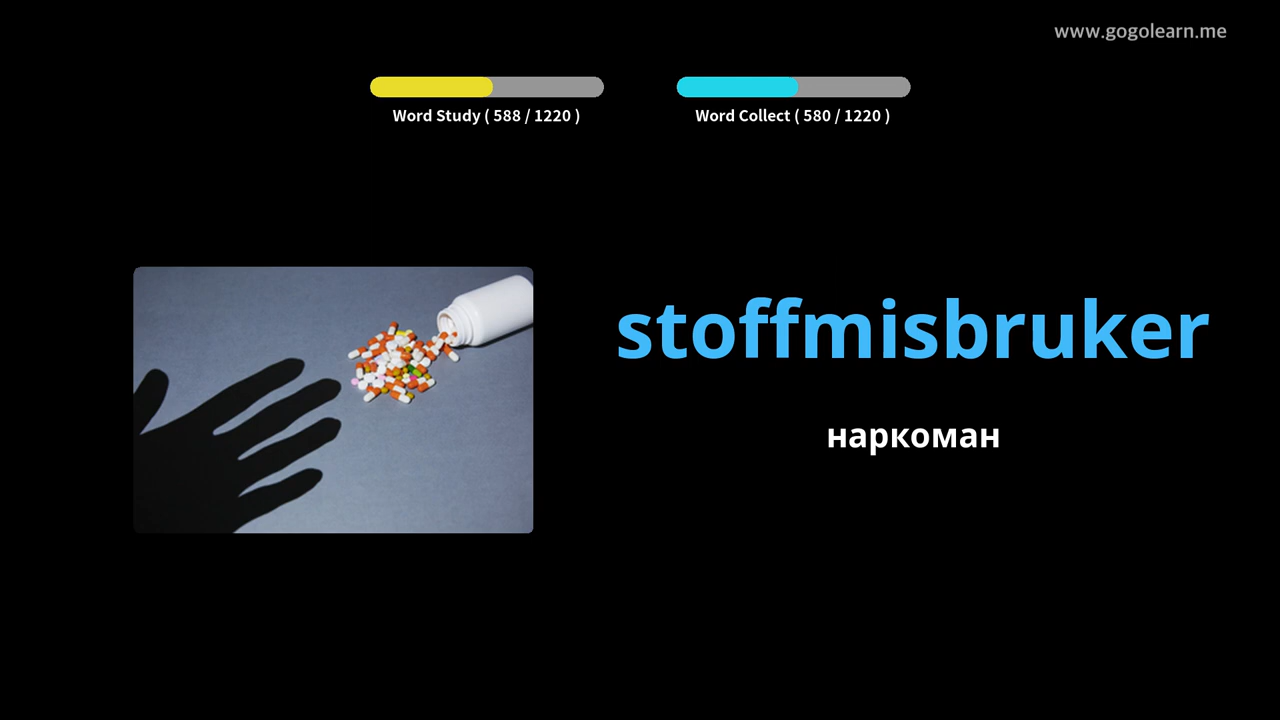 www.gogolearn.me
Word Study ( 588 / 1220 )
Word Collect ( 580 / 1220 )
stoffmisbruker
наркоман